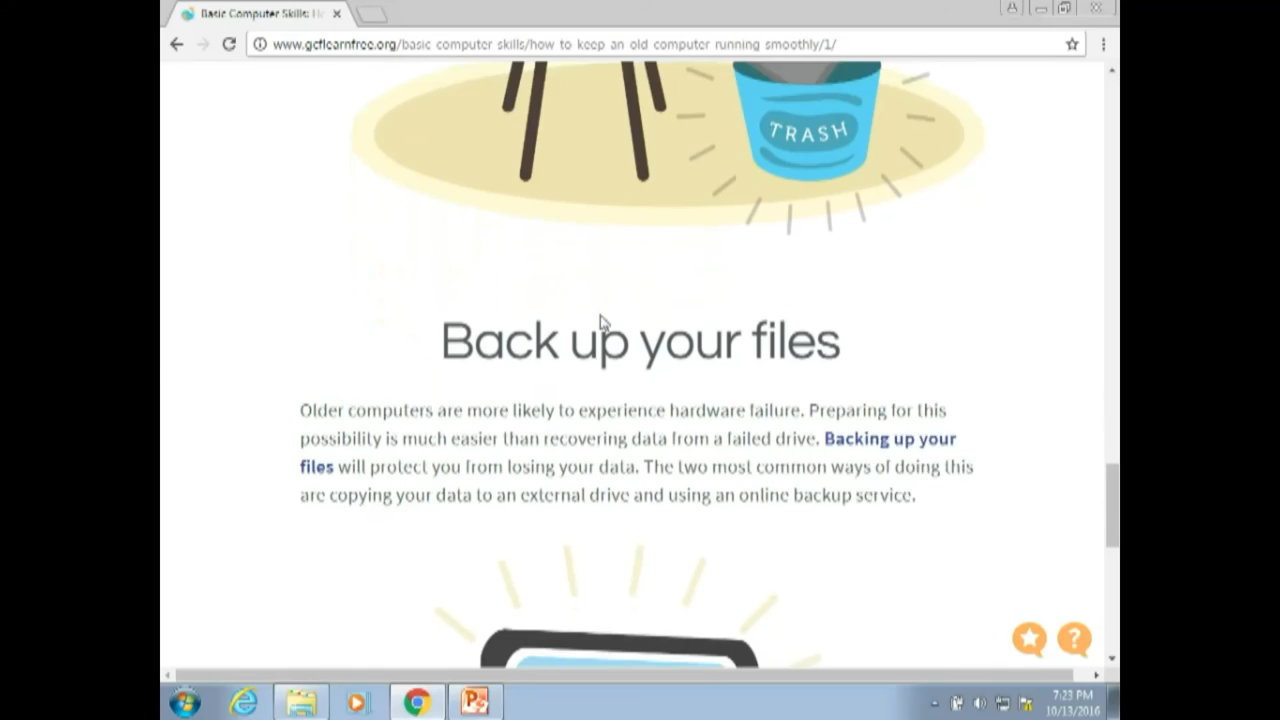 Basic Computer Skills: H
www.gcflearnfree.org/basic computer skills/how to keep an old computer running smoothly/1/
TRASH
Back up your files
Older computers are more likely to experience hardware failure. Preparing for this
possibility is much easier than recovering data from a failed drive. Backing up your
files will protect you from losing your data. The two most common ways of doing this
are copying your data to an external drive and using an online backup service.
7:23 PM
10/13/2016